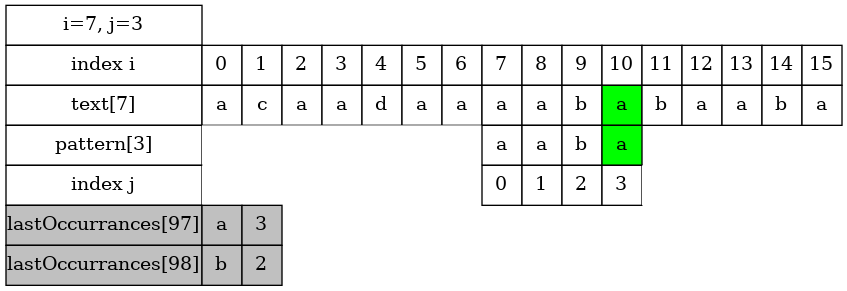 i=7, j=3
index i 0 1 2 3 4 5 6 7 8 9 10 11 12 13 14 15
text[7] a c a a d a a a a b a b a a b a
pattern[3] a a b a
index j 0 1 2 3
lastOccurrances[97] a 3
lastOccurrances[98] b 2